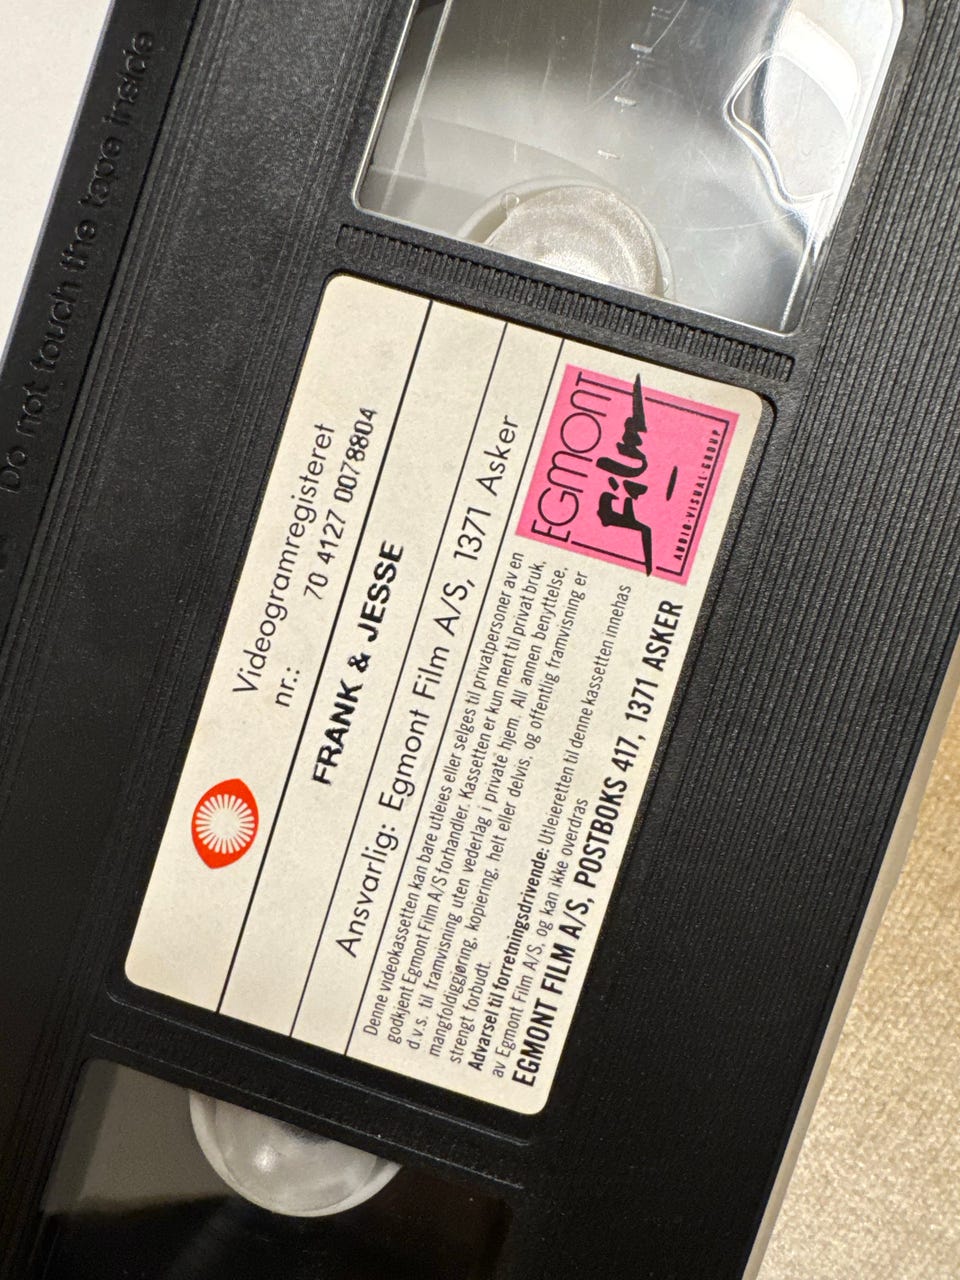 Do not touch the tape inside
Videogramregisteret
nr.: 70 4127 0078804
FRANK & JESSE
Ansvarlig: Egmont Film A/S, 1371 Asker
Denne videokassetten kan bare utleies eller selges til privatpersoner av en
godkjent Egmont Film A/S forhandler. Kassetten er kun ment til privat bruk,
d.v.s. til framvisning uten vederlag i private hjem. All annen benyttelse,
mangfoldiggjøring, kopiering, helt eller delvis, og offentlig framvisning er
strengt forbudt.
Advarsel til forretningsdrivende: Utleieretten til denne kassetten innehas
av Egmont Film A/S, og kan ikke overdras
EGMONT FILM A/S, POSTBOKS 417, 1371 ASKER
EGMONT
Film
AUDIO·VISUAL·GROUP